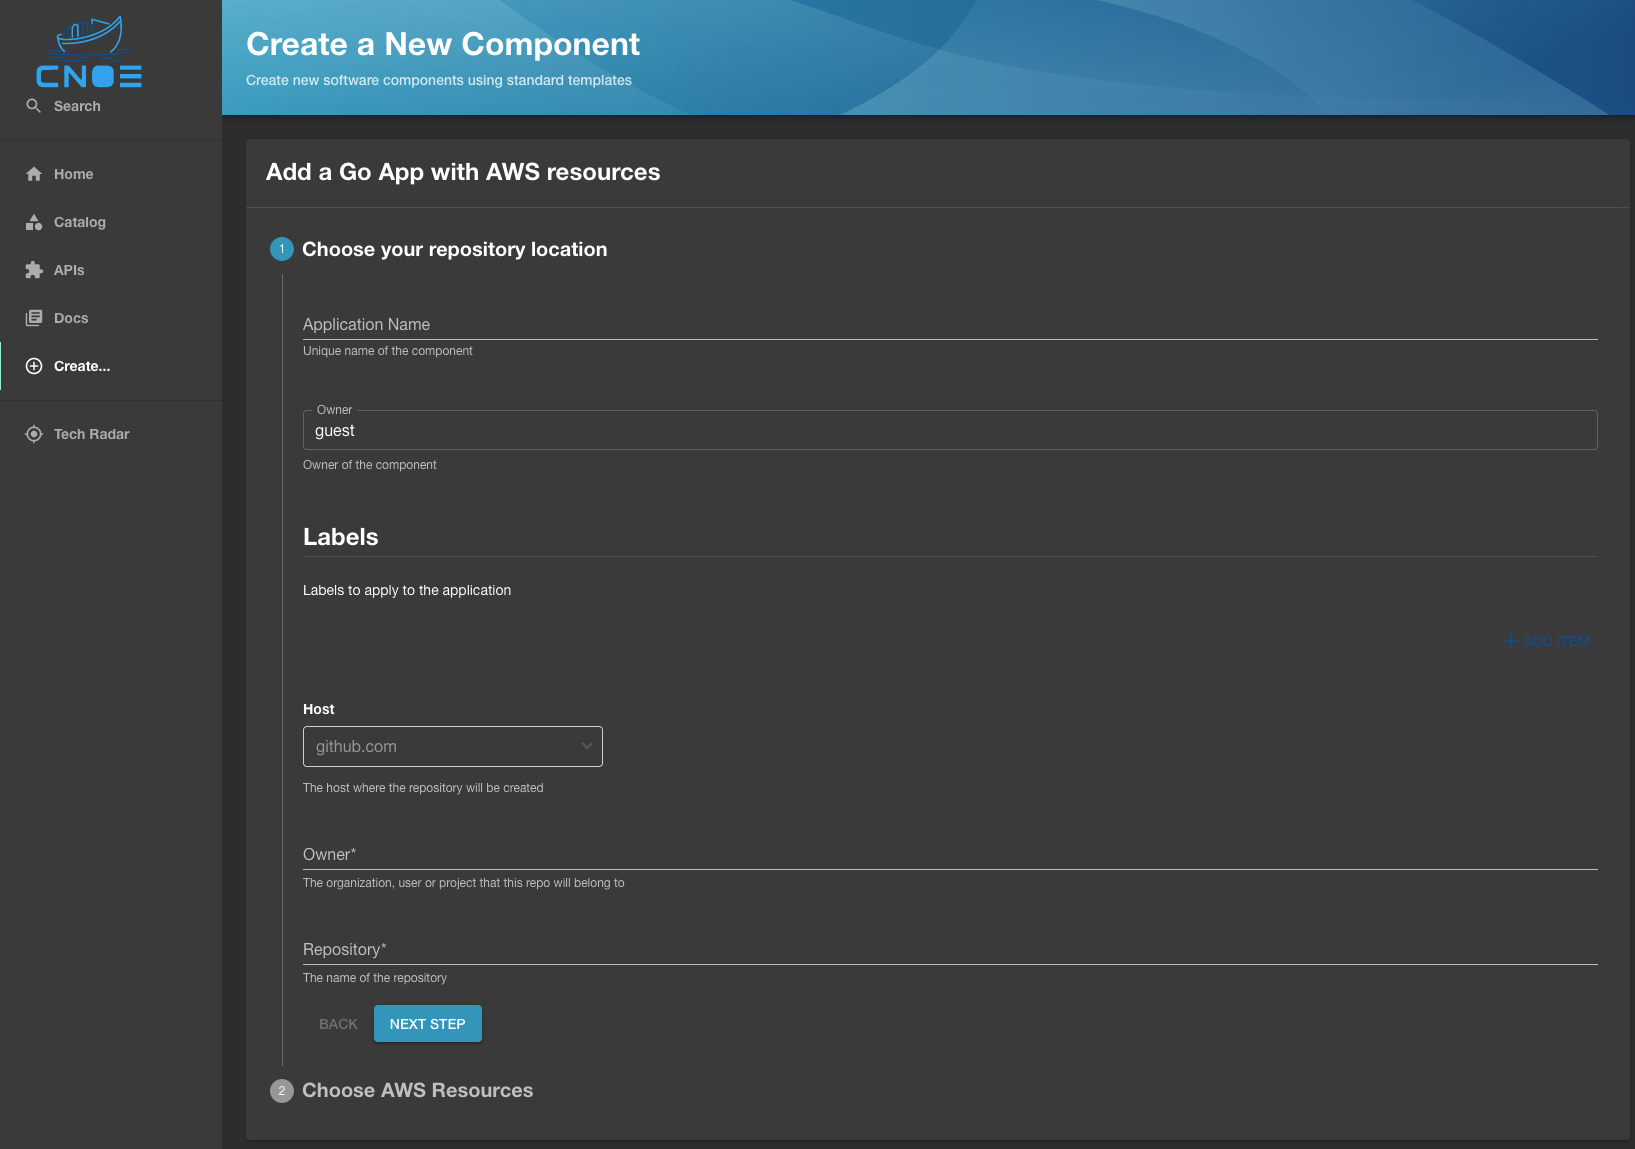 CNOE
Search
Home
Catalog
APIs
Docs
Create...
Tech Radar
Create a New Component
Create new software components using standard templates
Add a Go App with AWS resources
1 Choose your repository location
Application Name
Unique name of the component
Owner
guest
Owner of the component
Labels
Labels to apply to the application
ADD ITEM
Host
github.com
The host where the repository will be created
Owner*
The organization, user or project that this repo will belong to
Repository*
The name of the repository
BACK NEXT STEP
2 Choose AWS Resources